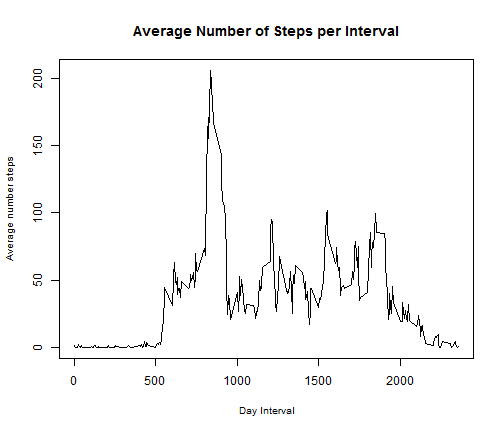 Average Number of Steps per Interval
Average number steps
200
150
100
50
0
0 500 1000 1500 2000
Day Interval